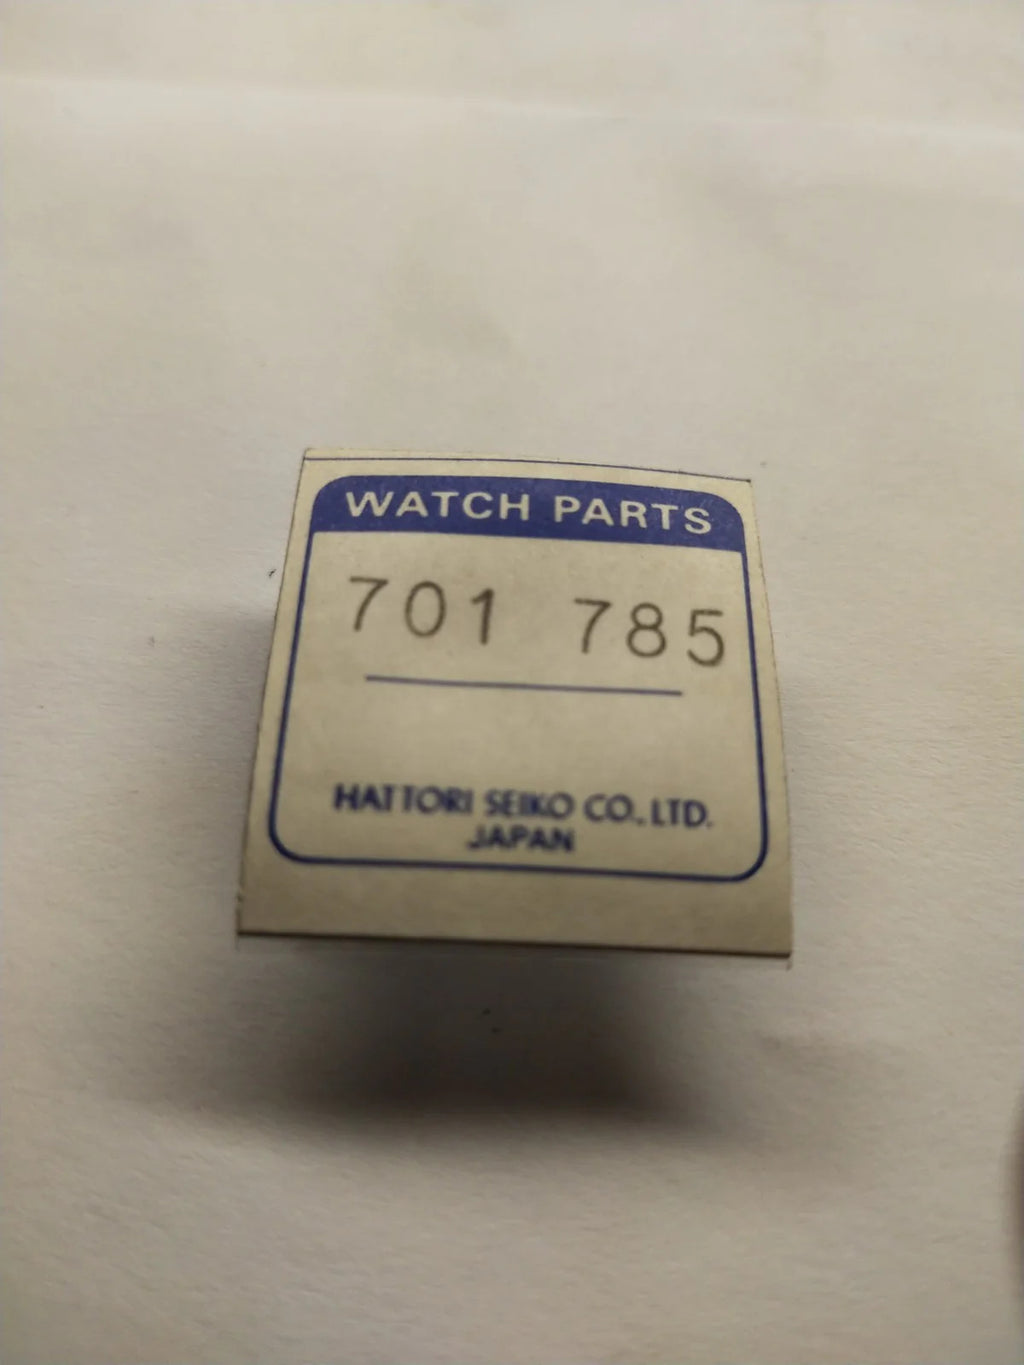 WATCH PARTS
701 785
HATTORI SEIKO CO., LTD.
JAPAN